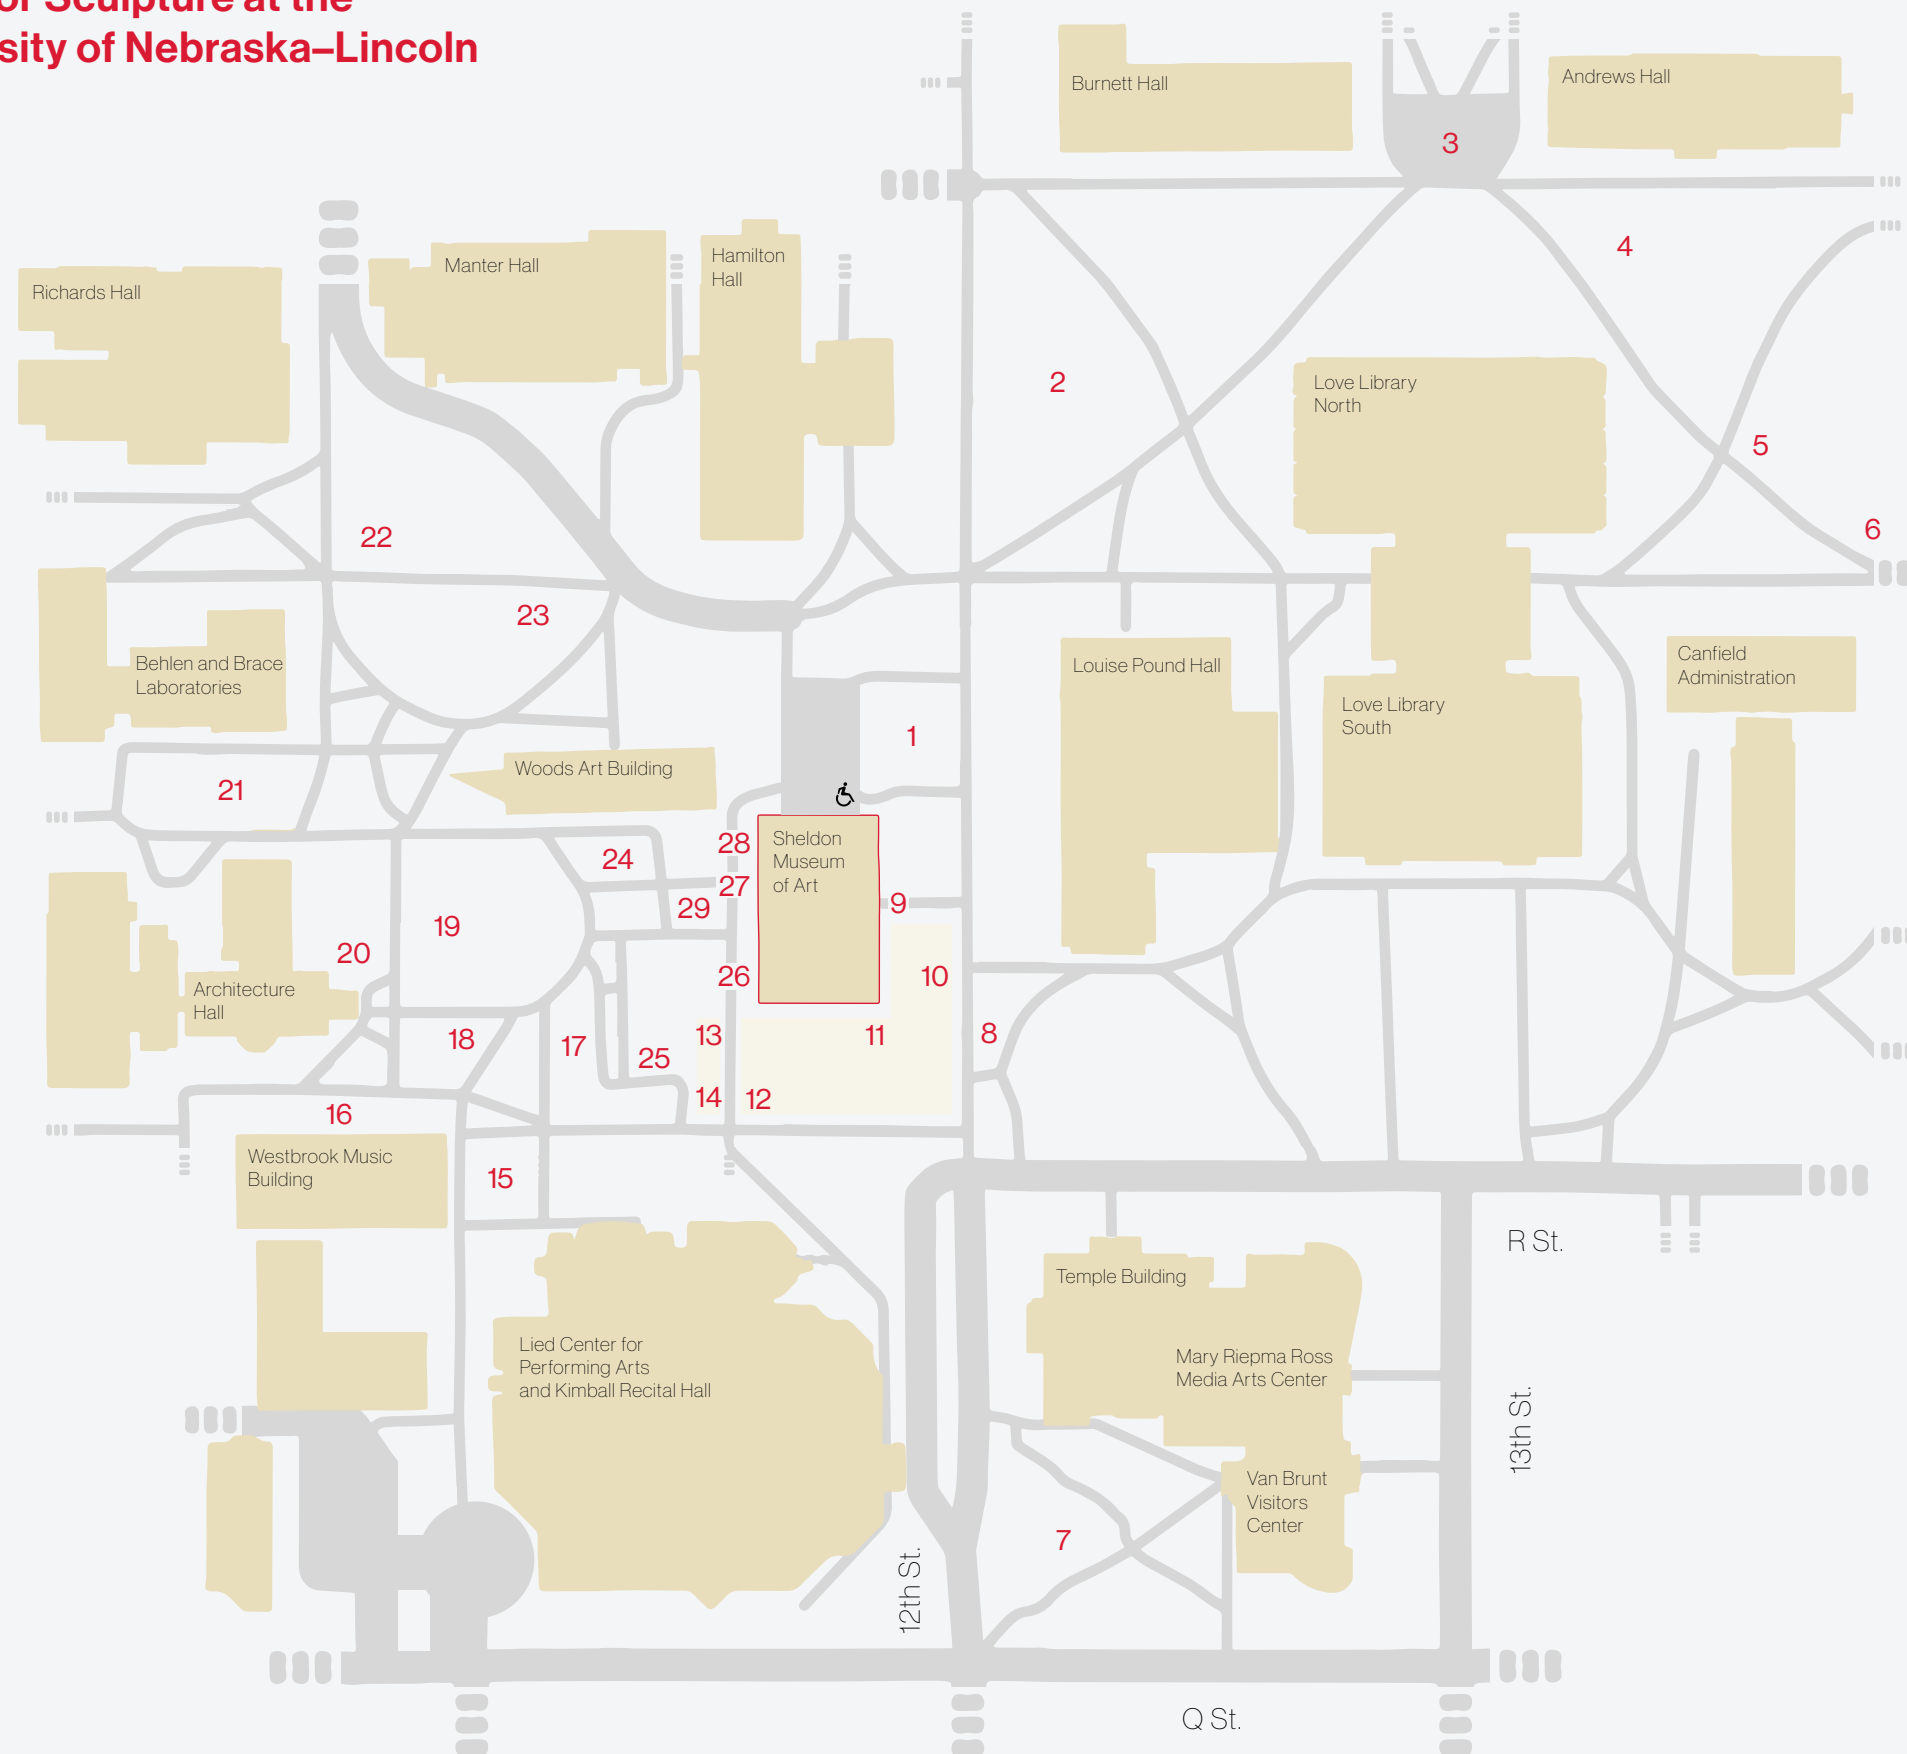 or Sculpture at the
sity of Nebraska–Lincoln
Burnett Hall
Andrews Hall
3
4
Hamilton
Hall
Manter Hall
Richards Hall
2
Love Library
North
5
6
22
23
Behlen and Brace
Laboratories
Louise Pound Hall
Canfield
Administration
Love Library
South
1
Woods Art Building
21
28
Sheldon
Museum
of Art
24
27
29
9
19
20
26
10
Architecture
Hall
18
17
13
11
8
25
14
12
16
Westbrook Music
Building
15
R St.
Temple Building
Lied Center for
Performing Arts
and Kimball Recital Hall
Mary Riepma Ross
Media Arts Center
13th St.
Van Brunt
Visitors
Center
7
12th St.
Q St.